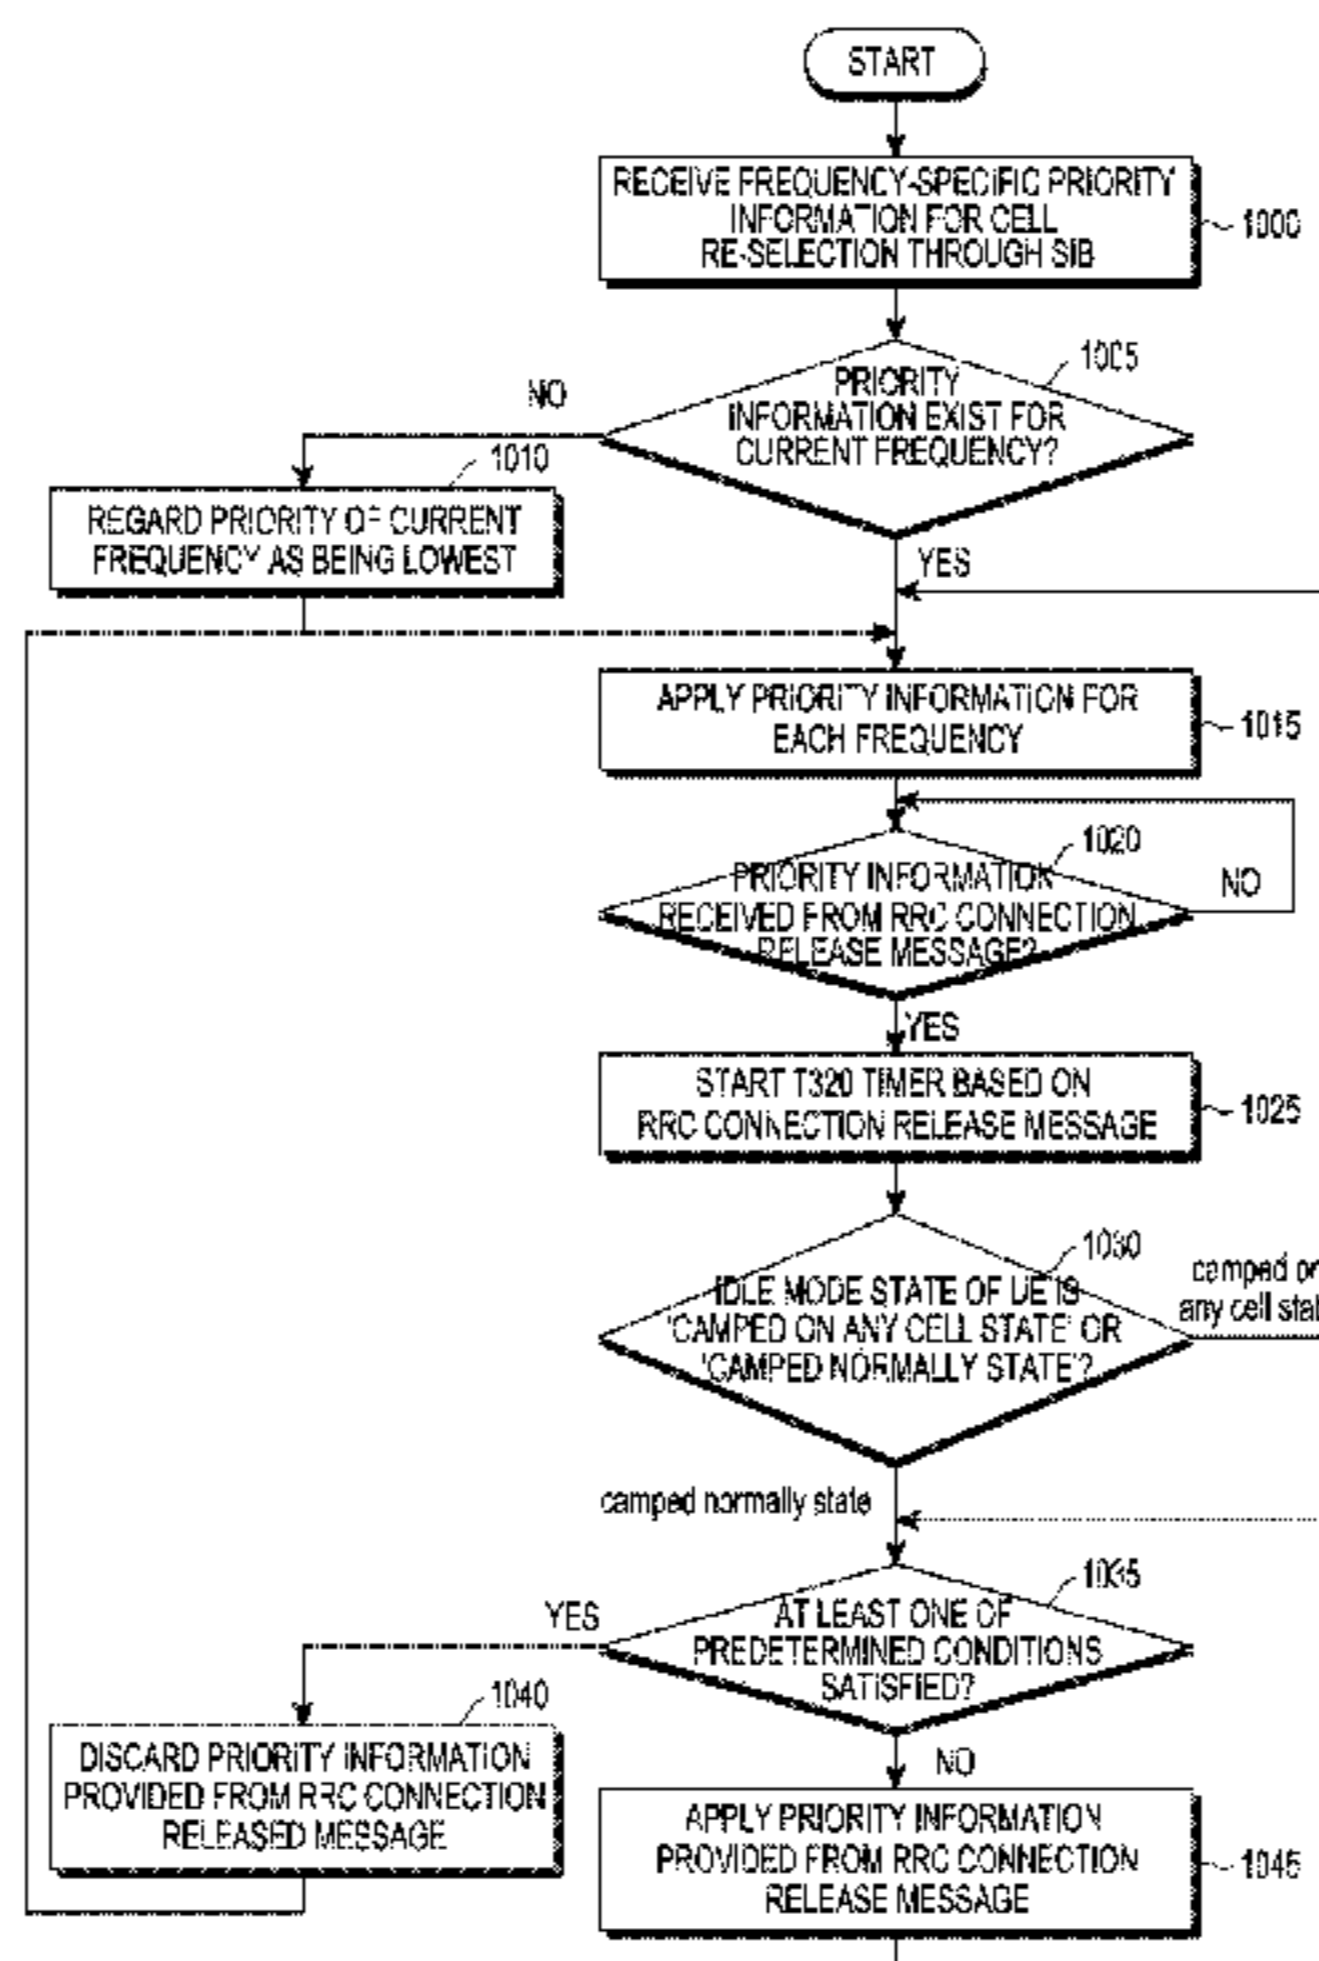 START
RECEIVE FREQUENCY-SPECIFIC PRIORITY
INFORMATION FOR CELL
RE-SELECTION THROUGH SIB
1000
1005
PRIORITY
INFORMATION EXIST FOR
CURRENT FREQUENCY?
NO
1010
REGARD PRIORITY OF CURRENT
FREQUENCY AS BEING LOWEST
YES
APPLY PRIORITY INFORMATION FOR
EACH FREQUENCY
1015
1020
PRIORITY INFORMATION
RECEIVED FROM RRC CONNECTION
RELEASE MESSAGE?
NO
YES
START T320 TIMER BASED ON
RRC CONNECTION RELEASE MESSAGE
1025
1030
IDLE MODE STATE OF UE IS
'CAMPED ON ANY CELL STATE' OR
'CAMPED NORMALLY STATE'?
camped
any cell
camped normally state
1035
AT LEAST ONE OF
PREDETERMINED CONDITIONS
SATISFIED?
YES
1040
DISCARD PRIORITY INFORMATION
PROVIDED FROM RRC CONNECTION
RELEASED MESSAGE
NO
APPLY PRIORITY INFORMATION
PROVIDED FROM RRC CONNECTION
RELEASE MESSAGE
1045